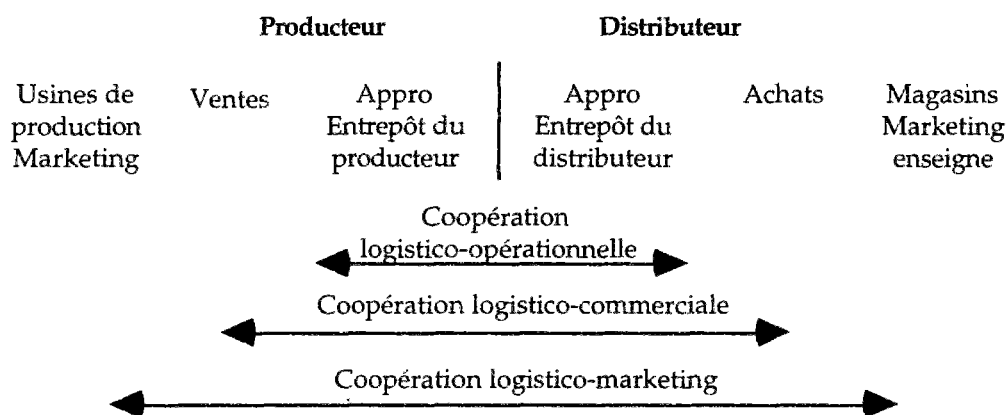 Producteur Distributeur
Usines de production Marketing
Ventes
Appro Entrepôt du producteur
Appro Entrepôt du distributeur
Achats
Magasins Marketing enseigne
Coopération
logistico-opérationnelle
Coopération logistico-commerciale
Coopération logistico-marketing